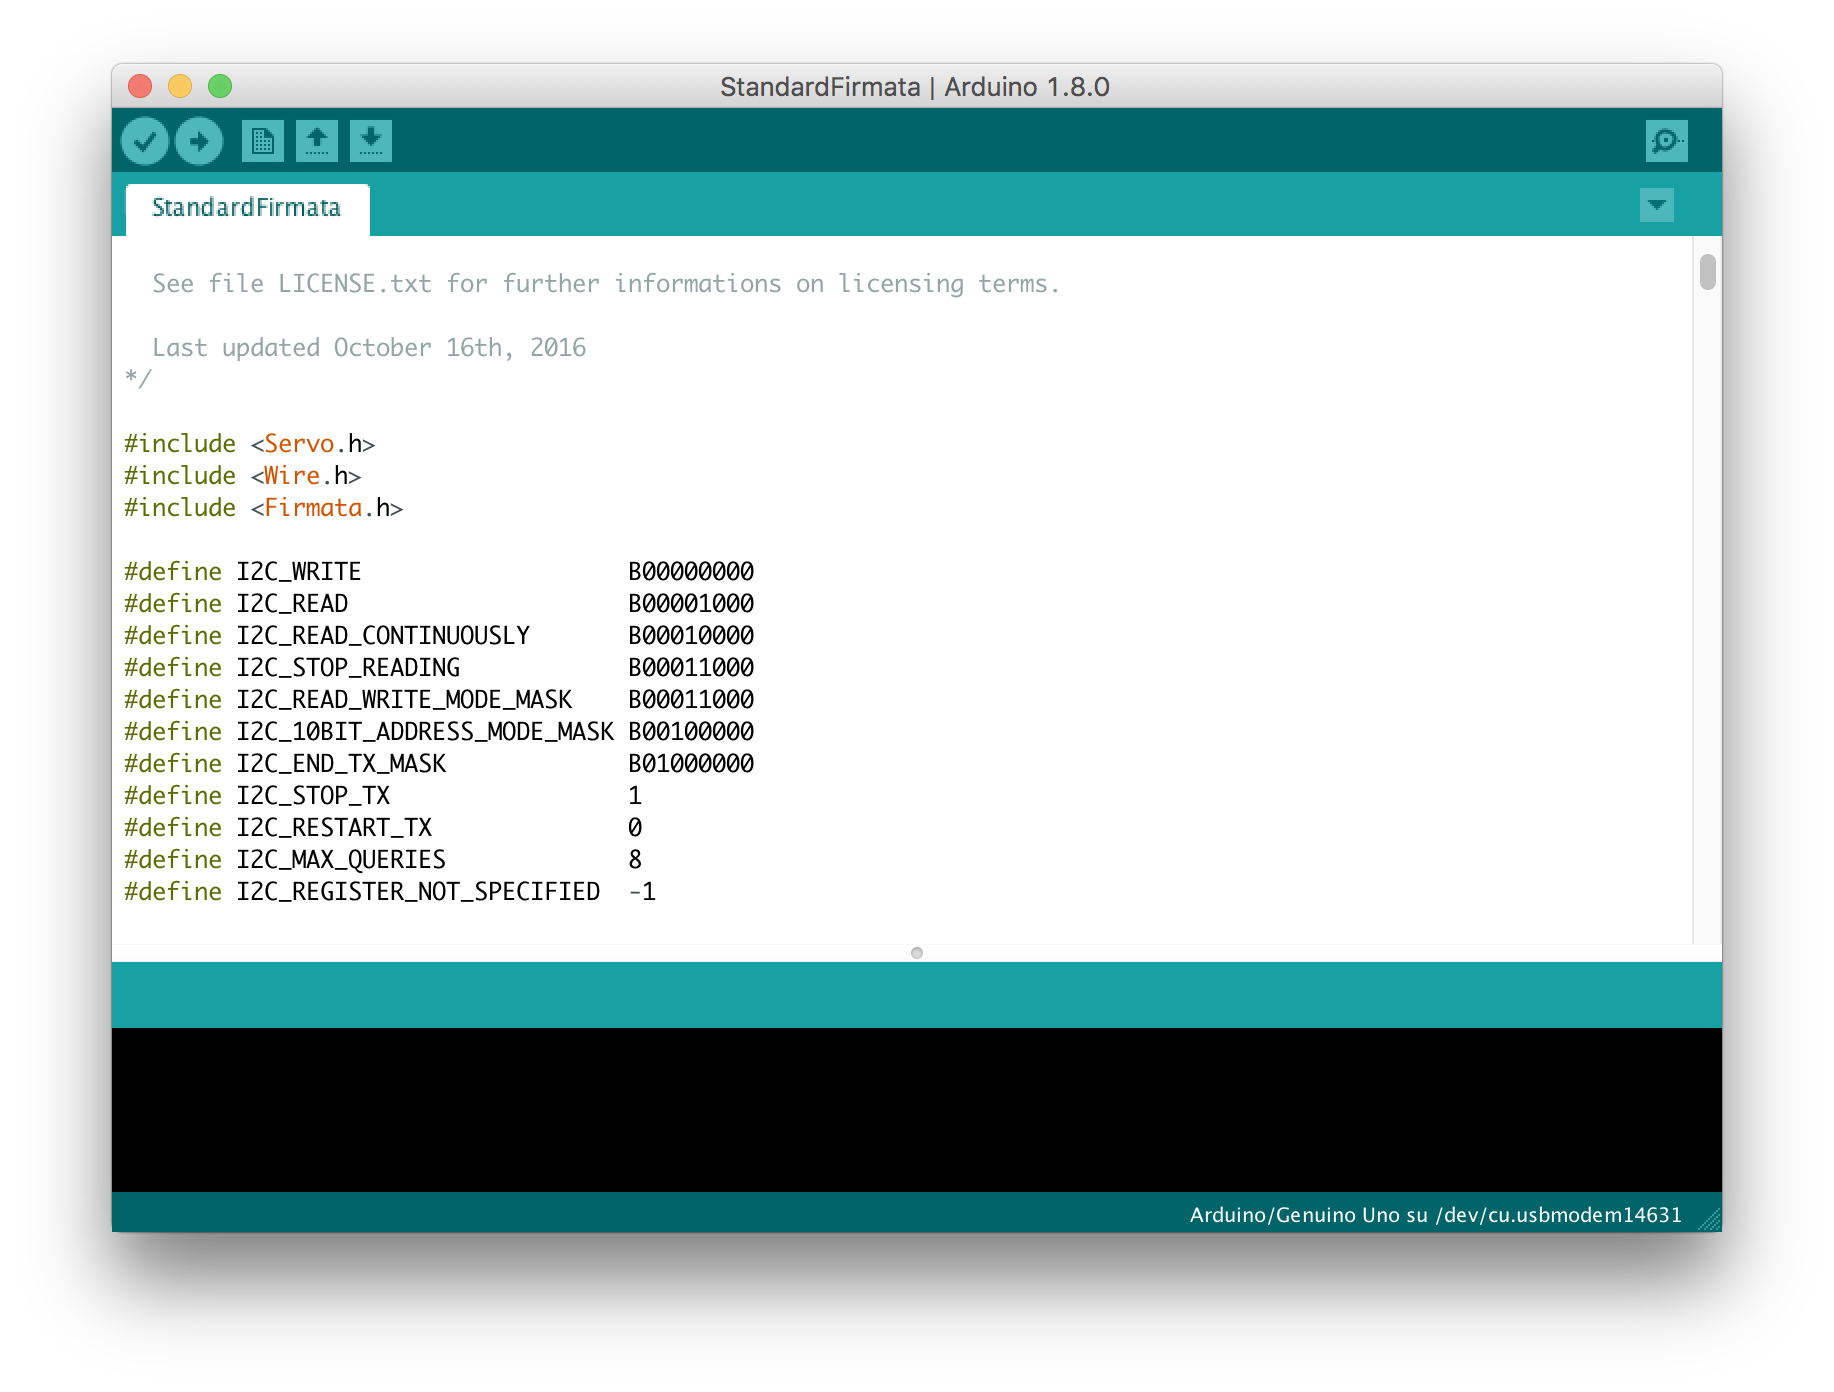 StandardFirmata | Arduino 1.8.0
StandardFirmata
See file LICENSE.txt for further informations on licensing terms.
Last updated October 16th, 2016
*/
#include <Servo.h>
#include <Wire.h>
#include <Firmata.h>
#define I2C_WRITE                   B00000000
#define I2C_READ                    B00001000
#define I2C_READ_CONTINUOUSLY       B00010000
#define I2C_STOP_READING            B00011000
#define I2C_READ_WRITE_MODE_MASK    B00011000
#define I2C_10BIT_ADDRESS_MODE_MASK B00100000
#define I2C_END_TX_MASK             B01000000
#define I2C_STOP_TX                 1
#define I2C_RESTART_TX              0
#define I2C_MAX_QUERIES             8
#define I2C_REGISTER_NOT_SPECIFIED  -1
Arduino/Genuino Uno su /dev/cu.usbmodem14631